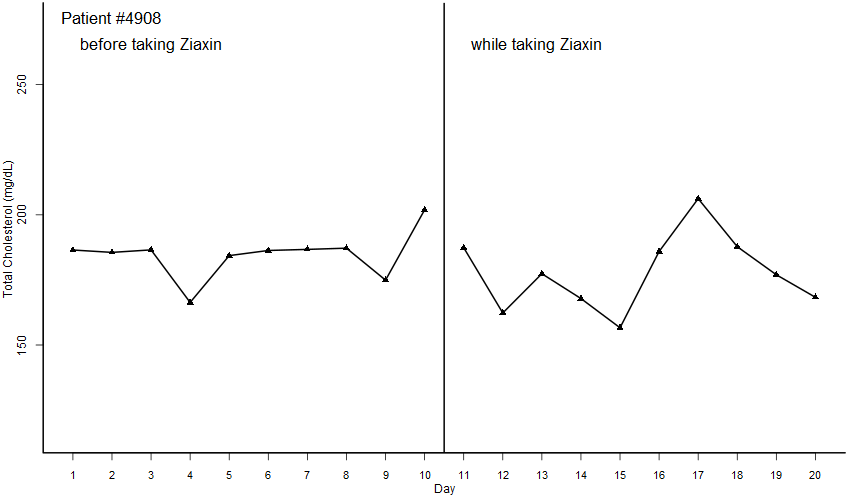 Patient #4908
before taking Ziaxin
while taking Ziaxin
Total Cholesterol (mg/dL)
250
200
150
1 2 3 4 5 6 7 8 9 10 11 12 13 14 15 16 17 18 19 20
Day